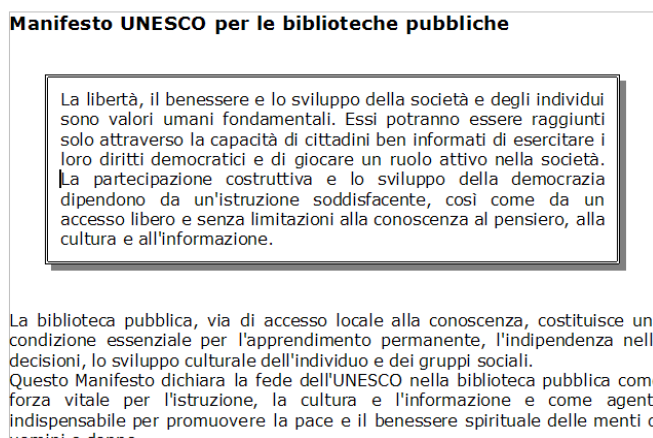 Manifesto UNESCO per le biblioteche pubbliche
La libertà, il benessere e lo sviluppo della società e degli individui
sono valori umani fondamentali. Essi potranno essere raggiunti
solo attraverso la capacità di cittadini ben informati di esercitare i
loro diritti democratici e di giocare un ruolo attivo nella società.
La partecipazione costruttiva e lo sviluppo della democrazia
dipendono da un'istruzione soddisfacente, così come da un
accesso libero e senza limitazioni alla conoscenza al pensiero, alla
cultura e all'informazione.
La biblioteca pubblica, via di accesso locale alla conoscenza, costituisce un
condizione essenziale per l'apprendimento permanente, l'indipendenza nell
decisioni, lo sviluppo culturale dell'individuo e dei gruppi sociali.
Questo Manifesto dichiara la fede dell'UNESCO nella biblioteca pubblica com
forza vitale per l'istruzione, la cultura e l'informazione e come agent
indispensabile per promuovere la pace e il benessere spirituale delle menti d
uomini e donne